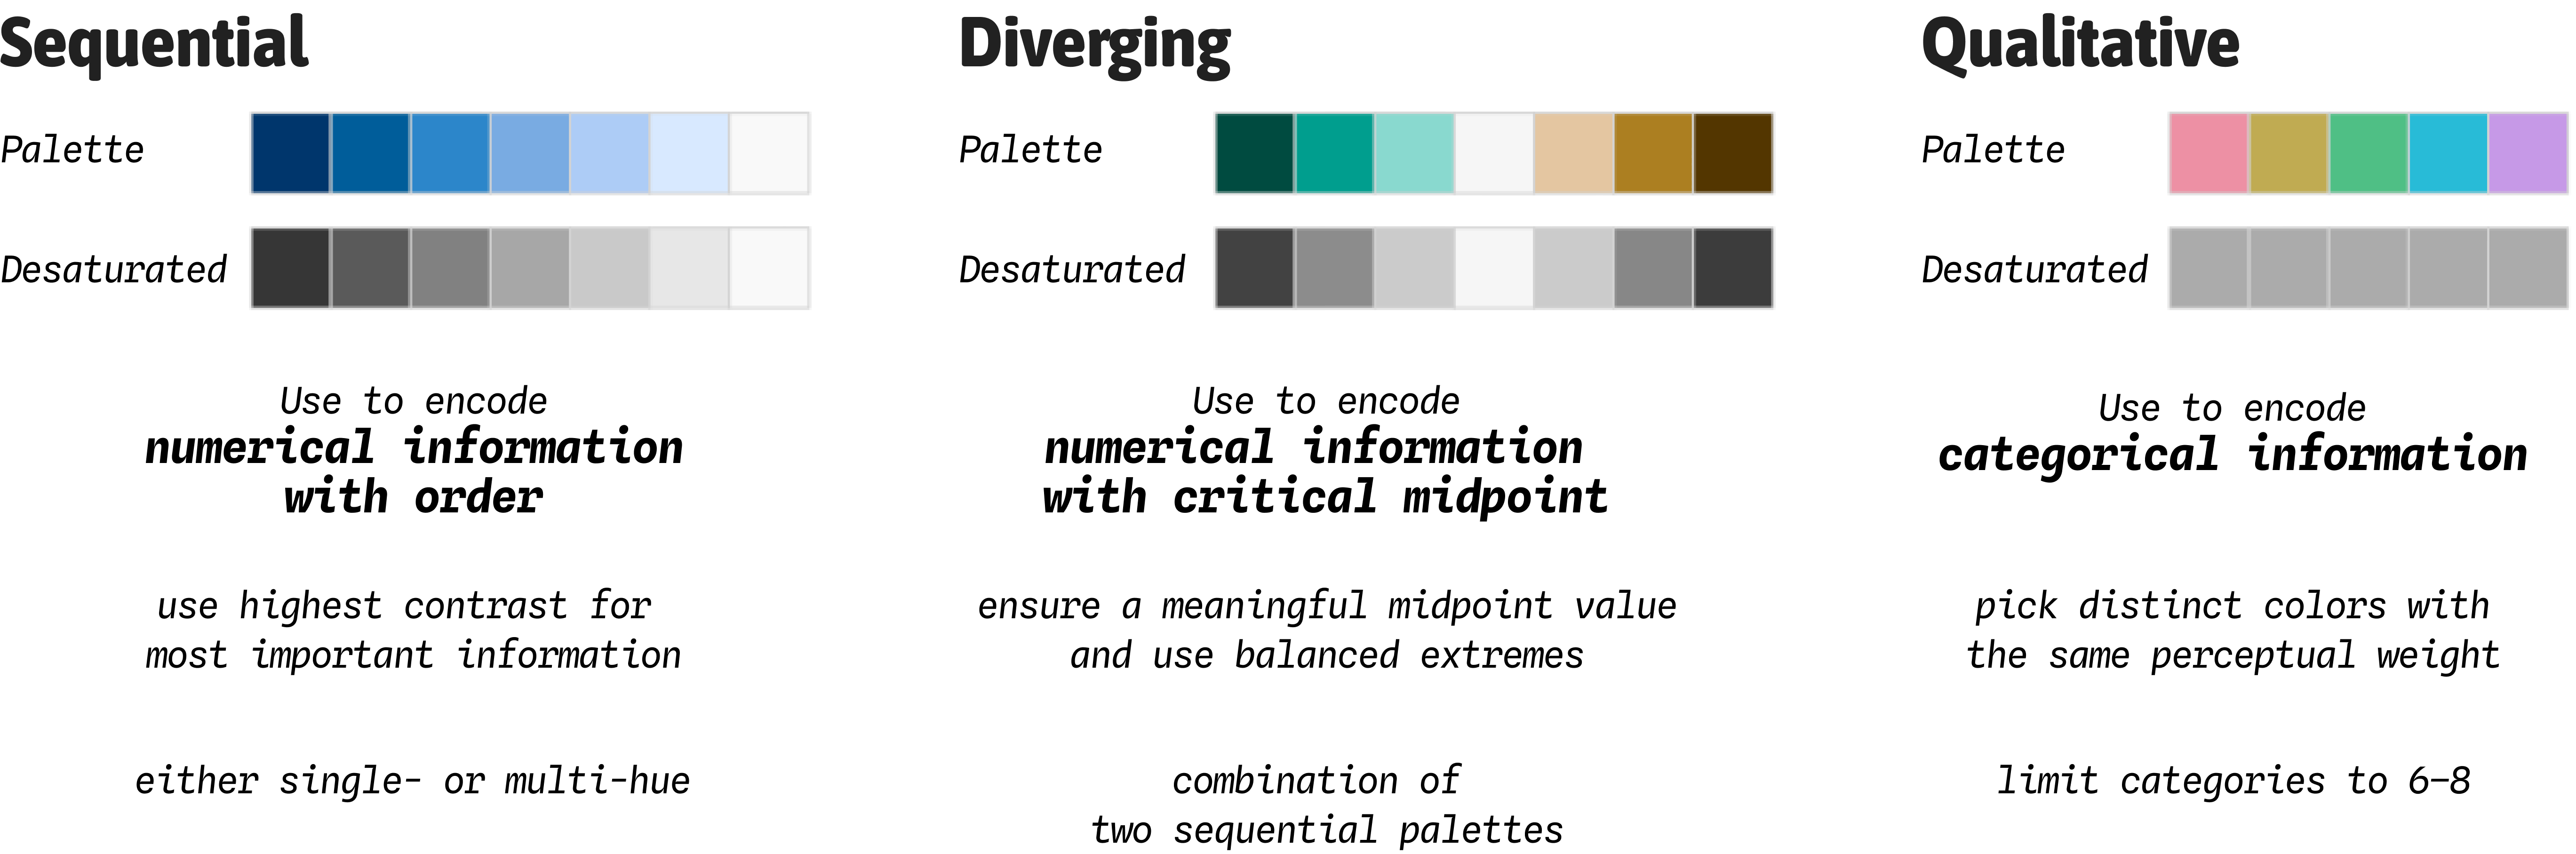 Sequential
Palette
Desaturated
Use to encode
numerical information
with order
use highest contrast for
most important information
either single- or multi-hue
Diverging
Palette
Desaturated
Use to encode
numerical information
with critical midpoint
ensure a meaningful midpoint value
and use balanced extremes
combination of
two sequential palettes
Qualitative
Palette
Desaturated
Use to encode
categorical information
pick distinct colors with
the same perceptual weight
limit categories to 6–8